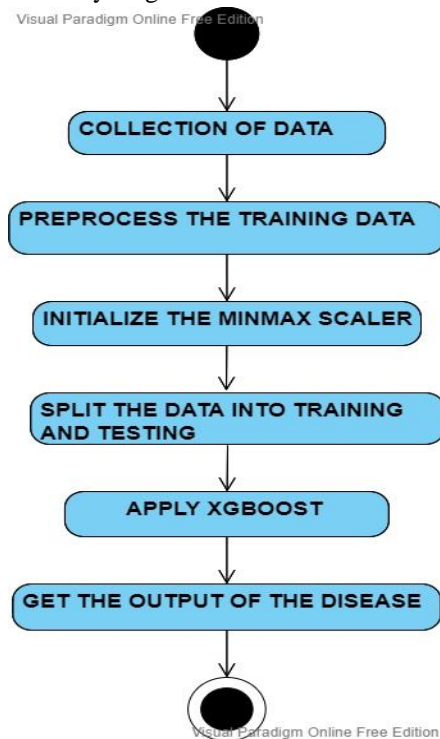 Visual Paradigm Online Free Edition
COLLECTION OF DATA
PREPROCESS THE TRAINING DATA
INITIALIZE THE MINMAX SCALER
SPLIT THE DATA INTO TRAINING
AND TESTING
APPLY XGBOOST
GET THE OUTPUT OF THE DISEASE
Visual Paradigm Online Free Edition